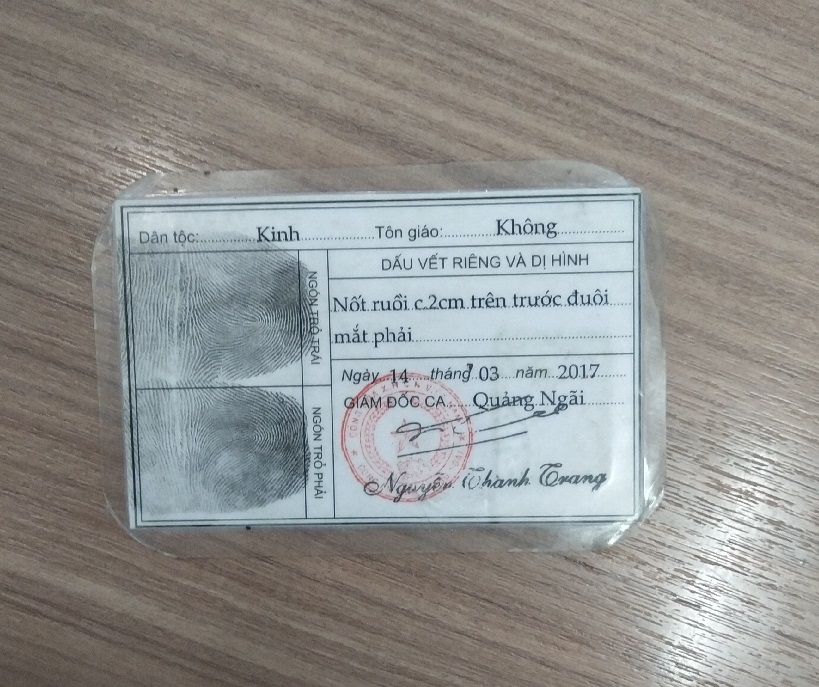 Dân tộc:..............Kinh..................Tôn giáo:.............Không.................
DẤU VẾT RIÊNG VÀ DỊ HÌNH
Nốt ruồi c.2cm trên trước đuôi
mắt phải
Ngày 14 tháng 03 năm 2017
GIÁM ĐỐC CA Quảng Ngãi
Nguyễn Thành Trang
NGÓN TRỎ TRÁI
NGÓN TRỎ PHẢI